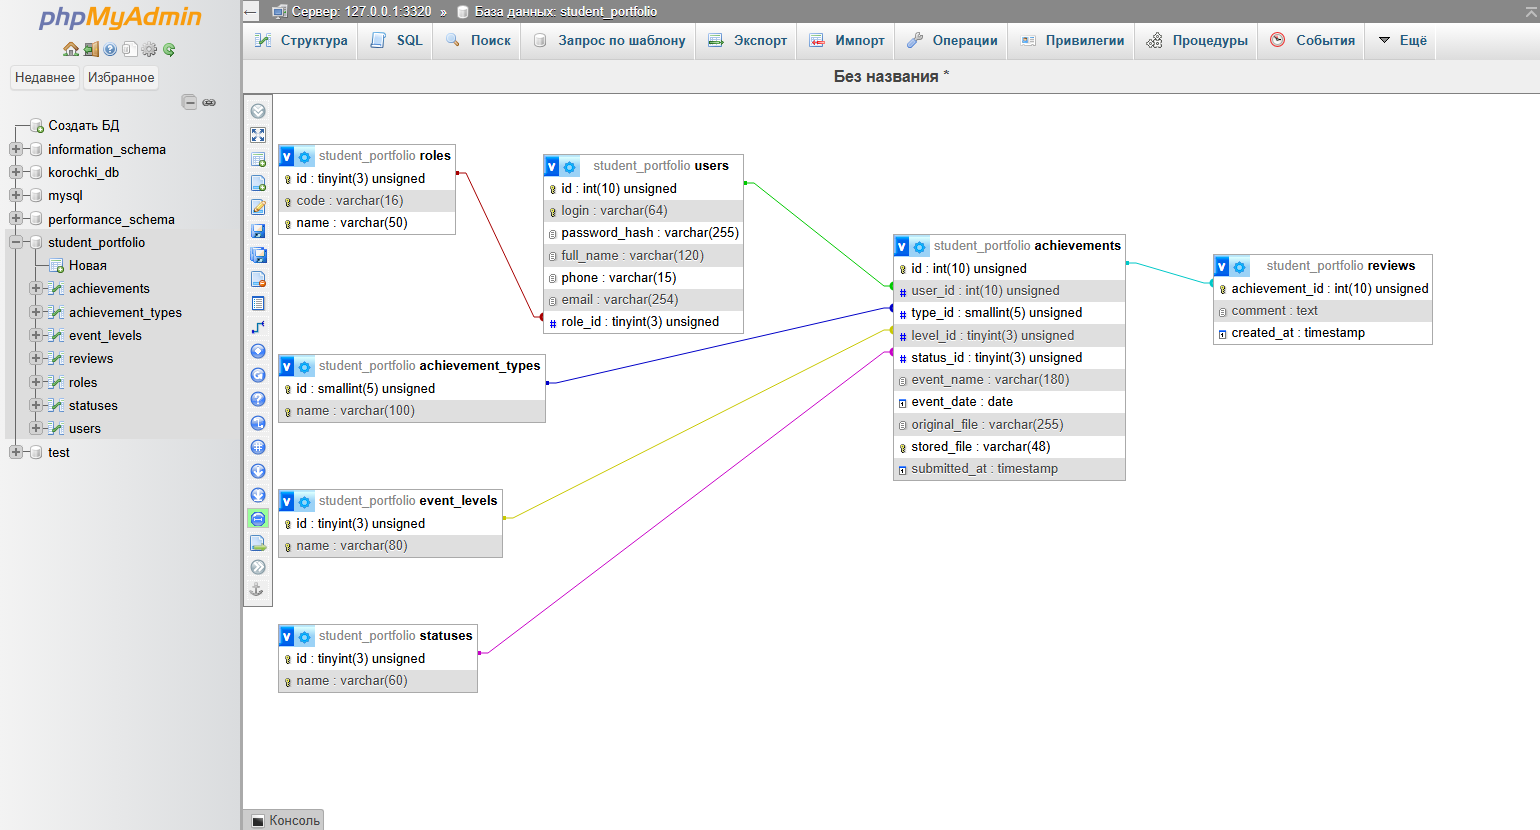 phpMyAdmin
Недавнее Избранное
Создать БД
information_schema
korochki_db
mysql
performance_schema
student_portfolio
Новая
achievements
achievement_types
event_levels
reviews
roles
statuses
users
test
Сервер: 127.0.0.1:3320 » База данных: student_portfolio
Структура SQL Поиск Запрос по шаблону Экспорт Импорт Операции Привилегии Процедуры События Ещё
Без названия *
student_portfolio roles
id : tinyint(3) unsigned
code : varchar(16)
name : varchar(50)
student_portfolio users
id : int(10) unsigned
login : varchar(64)
password_hash : varchar(255)
full_name : varchar(120)
phone : varchar(15)
email : varchar(254)
role_id : tinyint(3) unsigned
student_portfolio achievements
id : int(10) unsigned
user_id : int(10) unsigned
type_id : smallint(5) unsigned
level_id : tinyint(3) unsigned
status_id : tinyint(3) unsigned
event_name : varchar(180)
event_date : date
original_file : varchar(255)
stored_file : varchar(48)
submitted_at : timestamp
student_portfolio reviews
achievement_id : int(10) unsigned
comment : text
created_at : timestamp
student_portfolio achievement_types
id : smallint(5) unsigned
name : varchar(100)
student_portfolio event_levels
id : tinyint(3) unsigned
name : varchar(80)
student_portfolio statuses
id : tinyint(3) unsigned
name : varchar(60)
Консоль